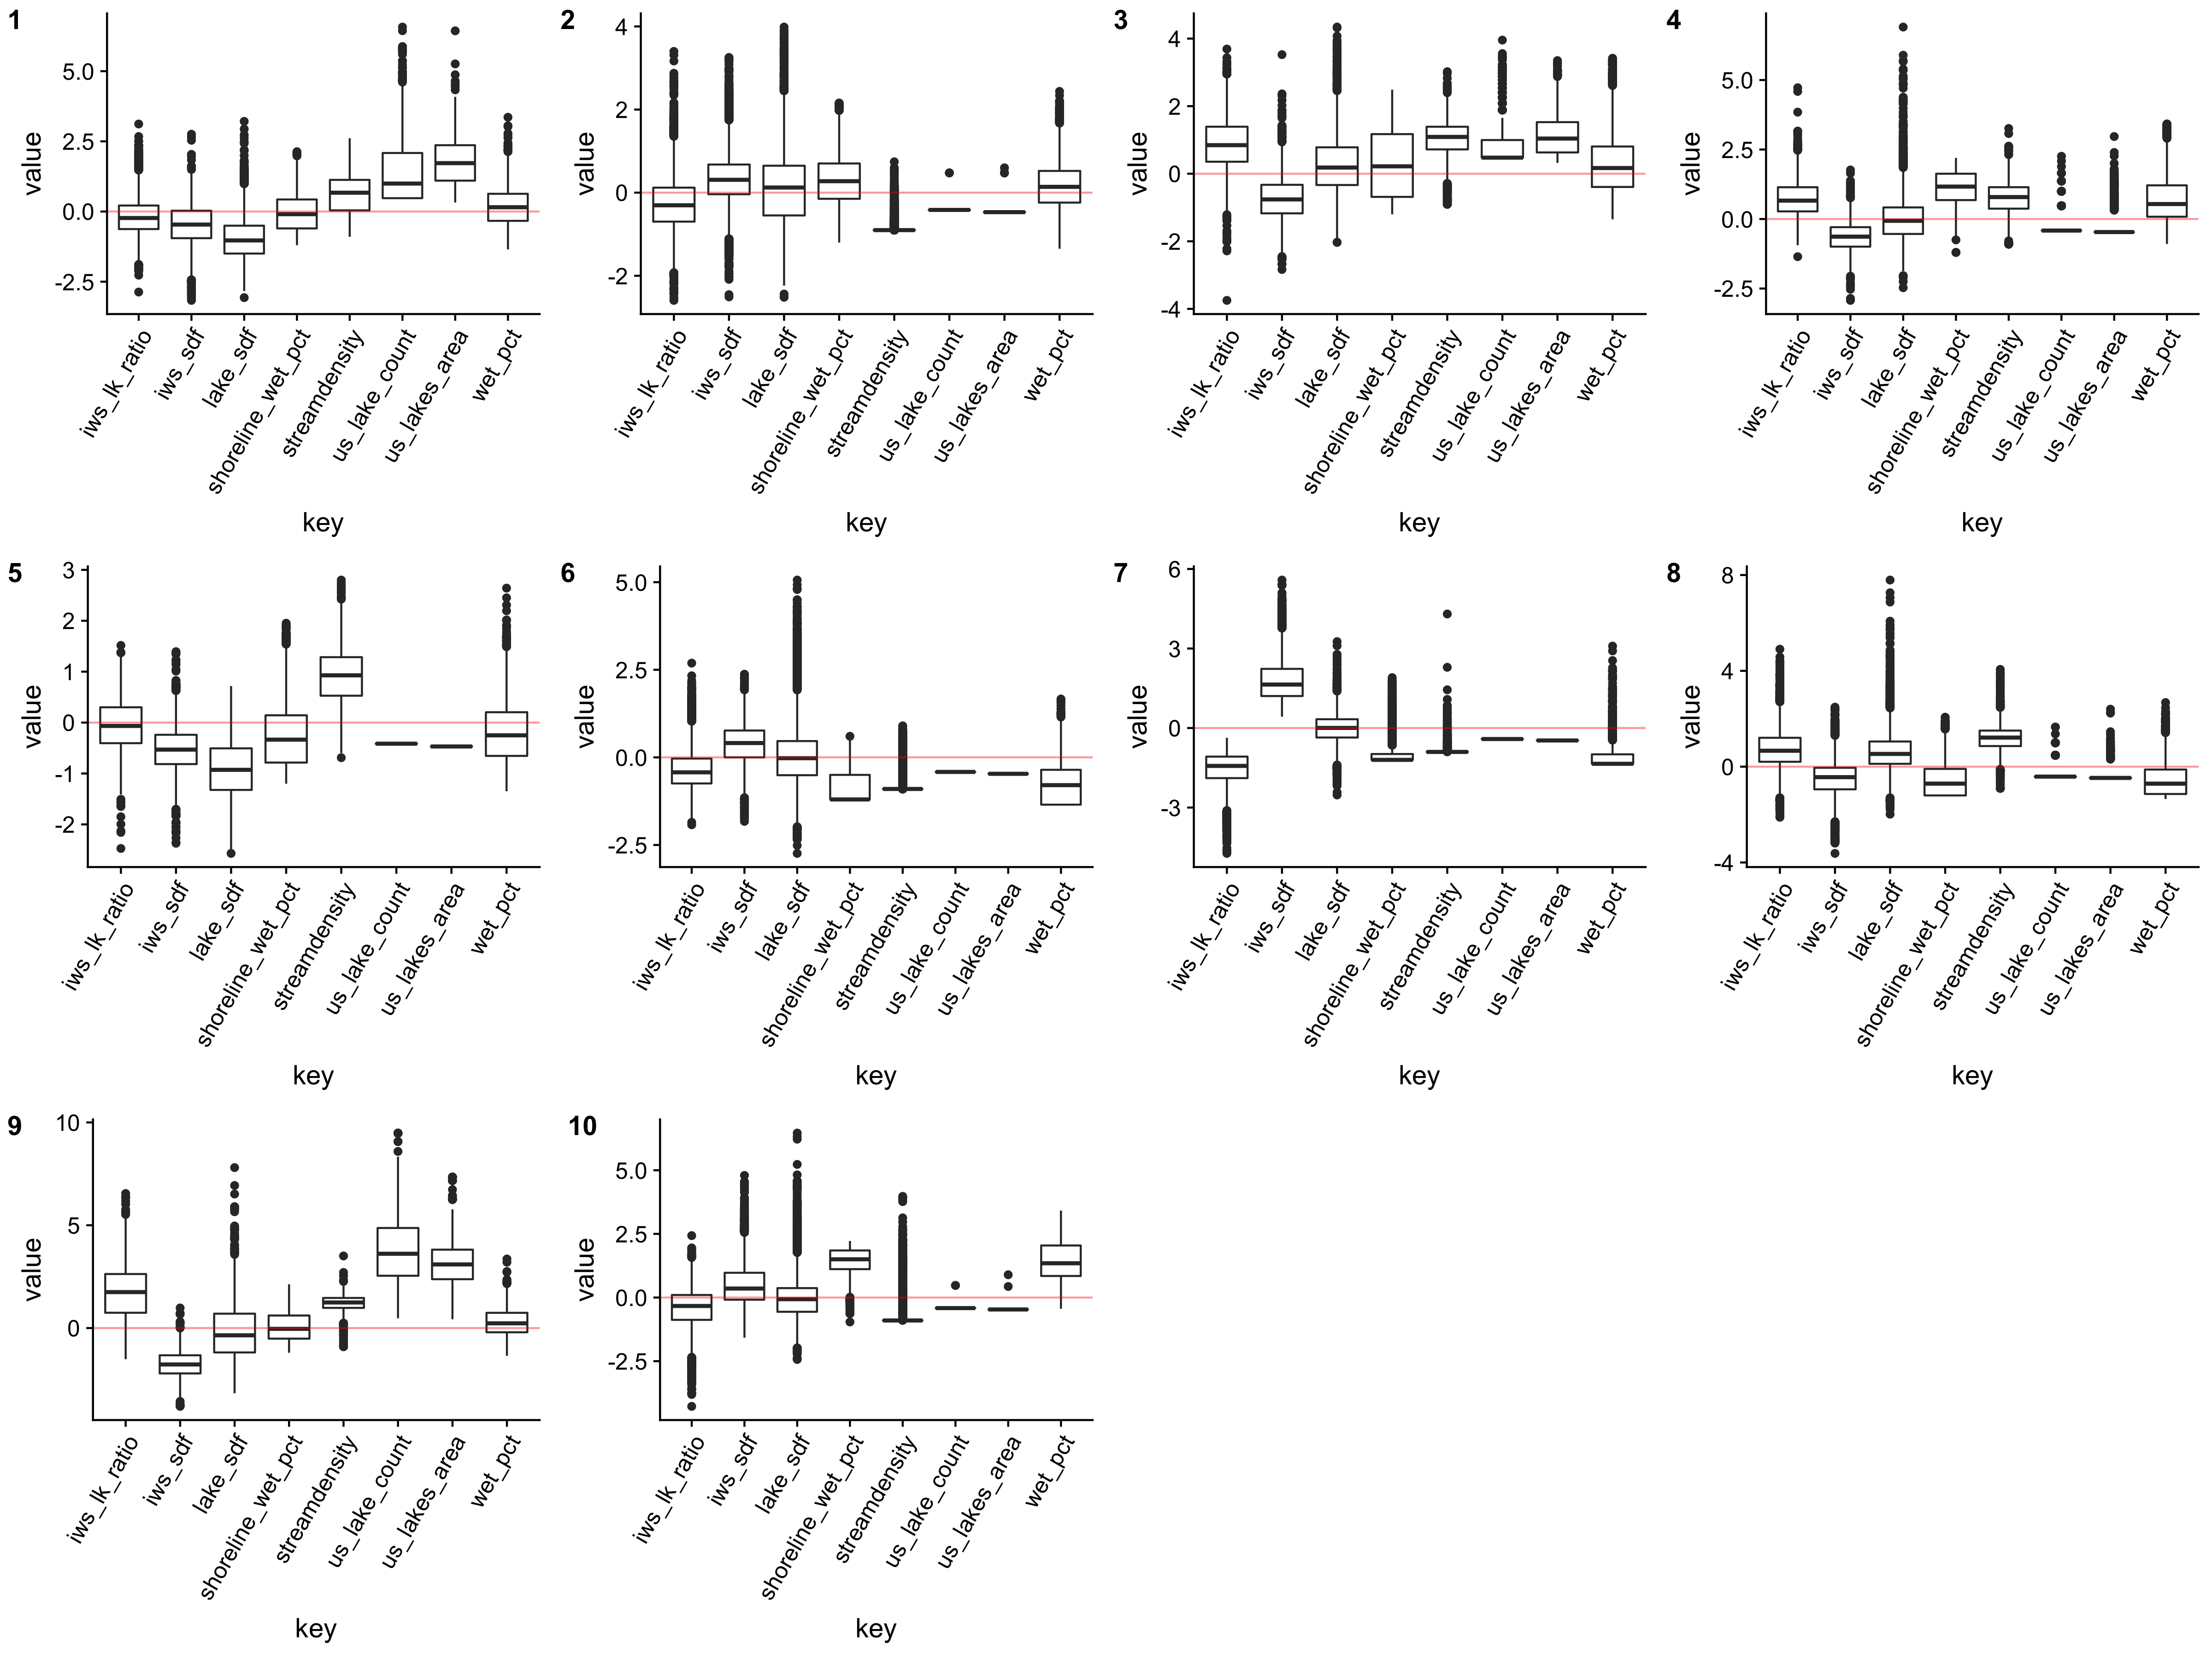 1
value
5.0
2.5
0.0
-2.5
iws_lk_ratio
iws_sdf
lake_sdf
shoreline_wet_pct
streamdensity
us_lake_count
us_lakes_area
wet_pct
key
2
value
4
2
0
-2
iws_lk_ratio
iws_sdf
lake_sdf
shoreline_wet_pct
streamdensity
us_lake_count
us_lakes_area
wet_pct
key
3
value
4
2
0
-2
-4
iws_lk_ratio
iws_sdf
lake_sdf
shoreline_wet_pct
streamdensity
us_lake_count
us_lakes_area
wet_pct
key
4
value
5.0
2.5
0.0
-2.5
iws_lk_ratio
iws_sdf
lake_sdf
shoreline_wet_pct
streamdensity
us_lake_count
us_lakes_area
wet_pct
key
5
value
3
2
1
0
-1
-2
iws_lk_ratio
iws_sdf
lake_sdf
shoreline_wet_pct
streamdensity
us_lake_count
us_lakes_area
wet_pct
key
6
value
5.0
2.5
0.0
-2.5
iws_lk_ratio
iws_sdf
lake_sdf
shoreline_wet_pct
streamdensity
us_lake_count
us_lakes_area
wet_pct
key
7
value
6
3
0
-3
iws_lk_ratio
iws_sdf
lake_sdf
shoreline_wet_pct
streamdensity
us_lake_count
us_lakes_area
wet_pct
key
8
value
8
4
0
-4
iws_lk_ratio
iws_sdf
lake_sdf
shoreline_wet_pct
streamdensity
us_lake_count
us_lakes_area
wet_pct
key
9
value
10
5
0
iws_lk_ratio
iws_sdf
lake_sdf
shoreline_wet_pct
streamdensity
us_lake_count
us_lakes_area
wet_pct
key
10
value
5.0
2.5
0.0
-2.5
iws_lk_ratio
iws_sdf
lake_sdf
shoreline_wet_pct
streamdensity
us_lake_count
us_lakes_area
wet_pct
key